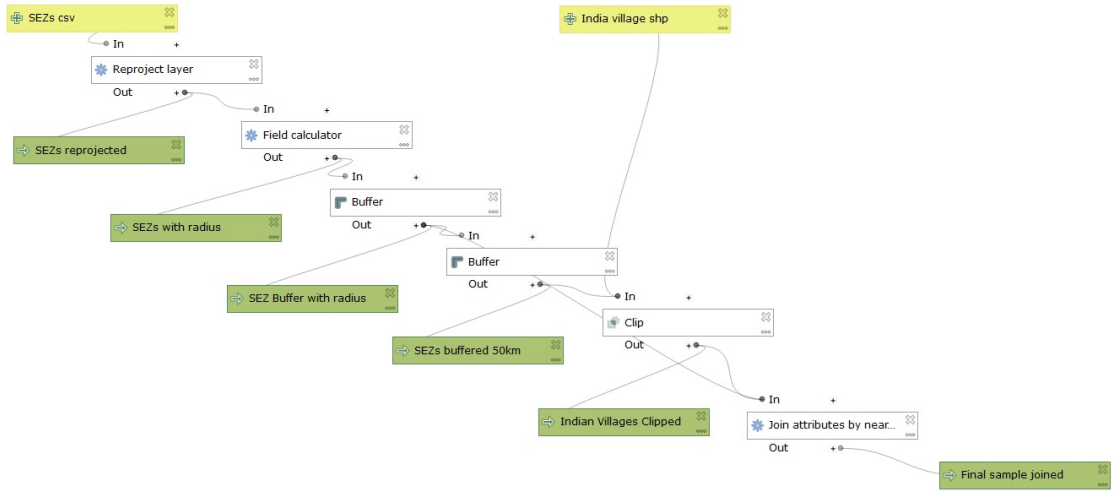 SEZs csv
India village shp
In
Reproject layer
Out
In
SEZs reprojected
Field calculator
Out
In
Buffer
SEZs with radius
Out
In
Buffer
Out
SEZ Buffer with radius
In
Clip
Out
SEZs buffered 50km
In
Indian Villages Clipped
Join attributes by near...
Out
Final sample joined